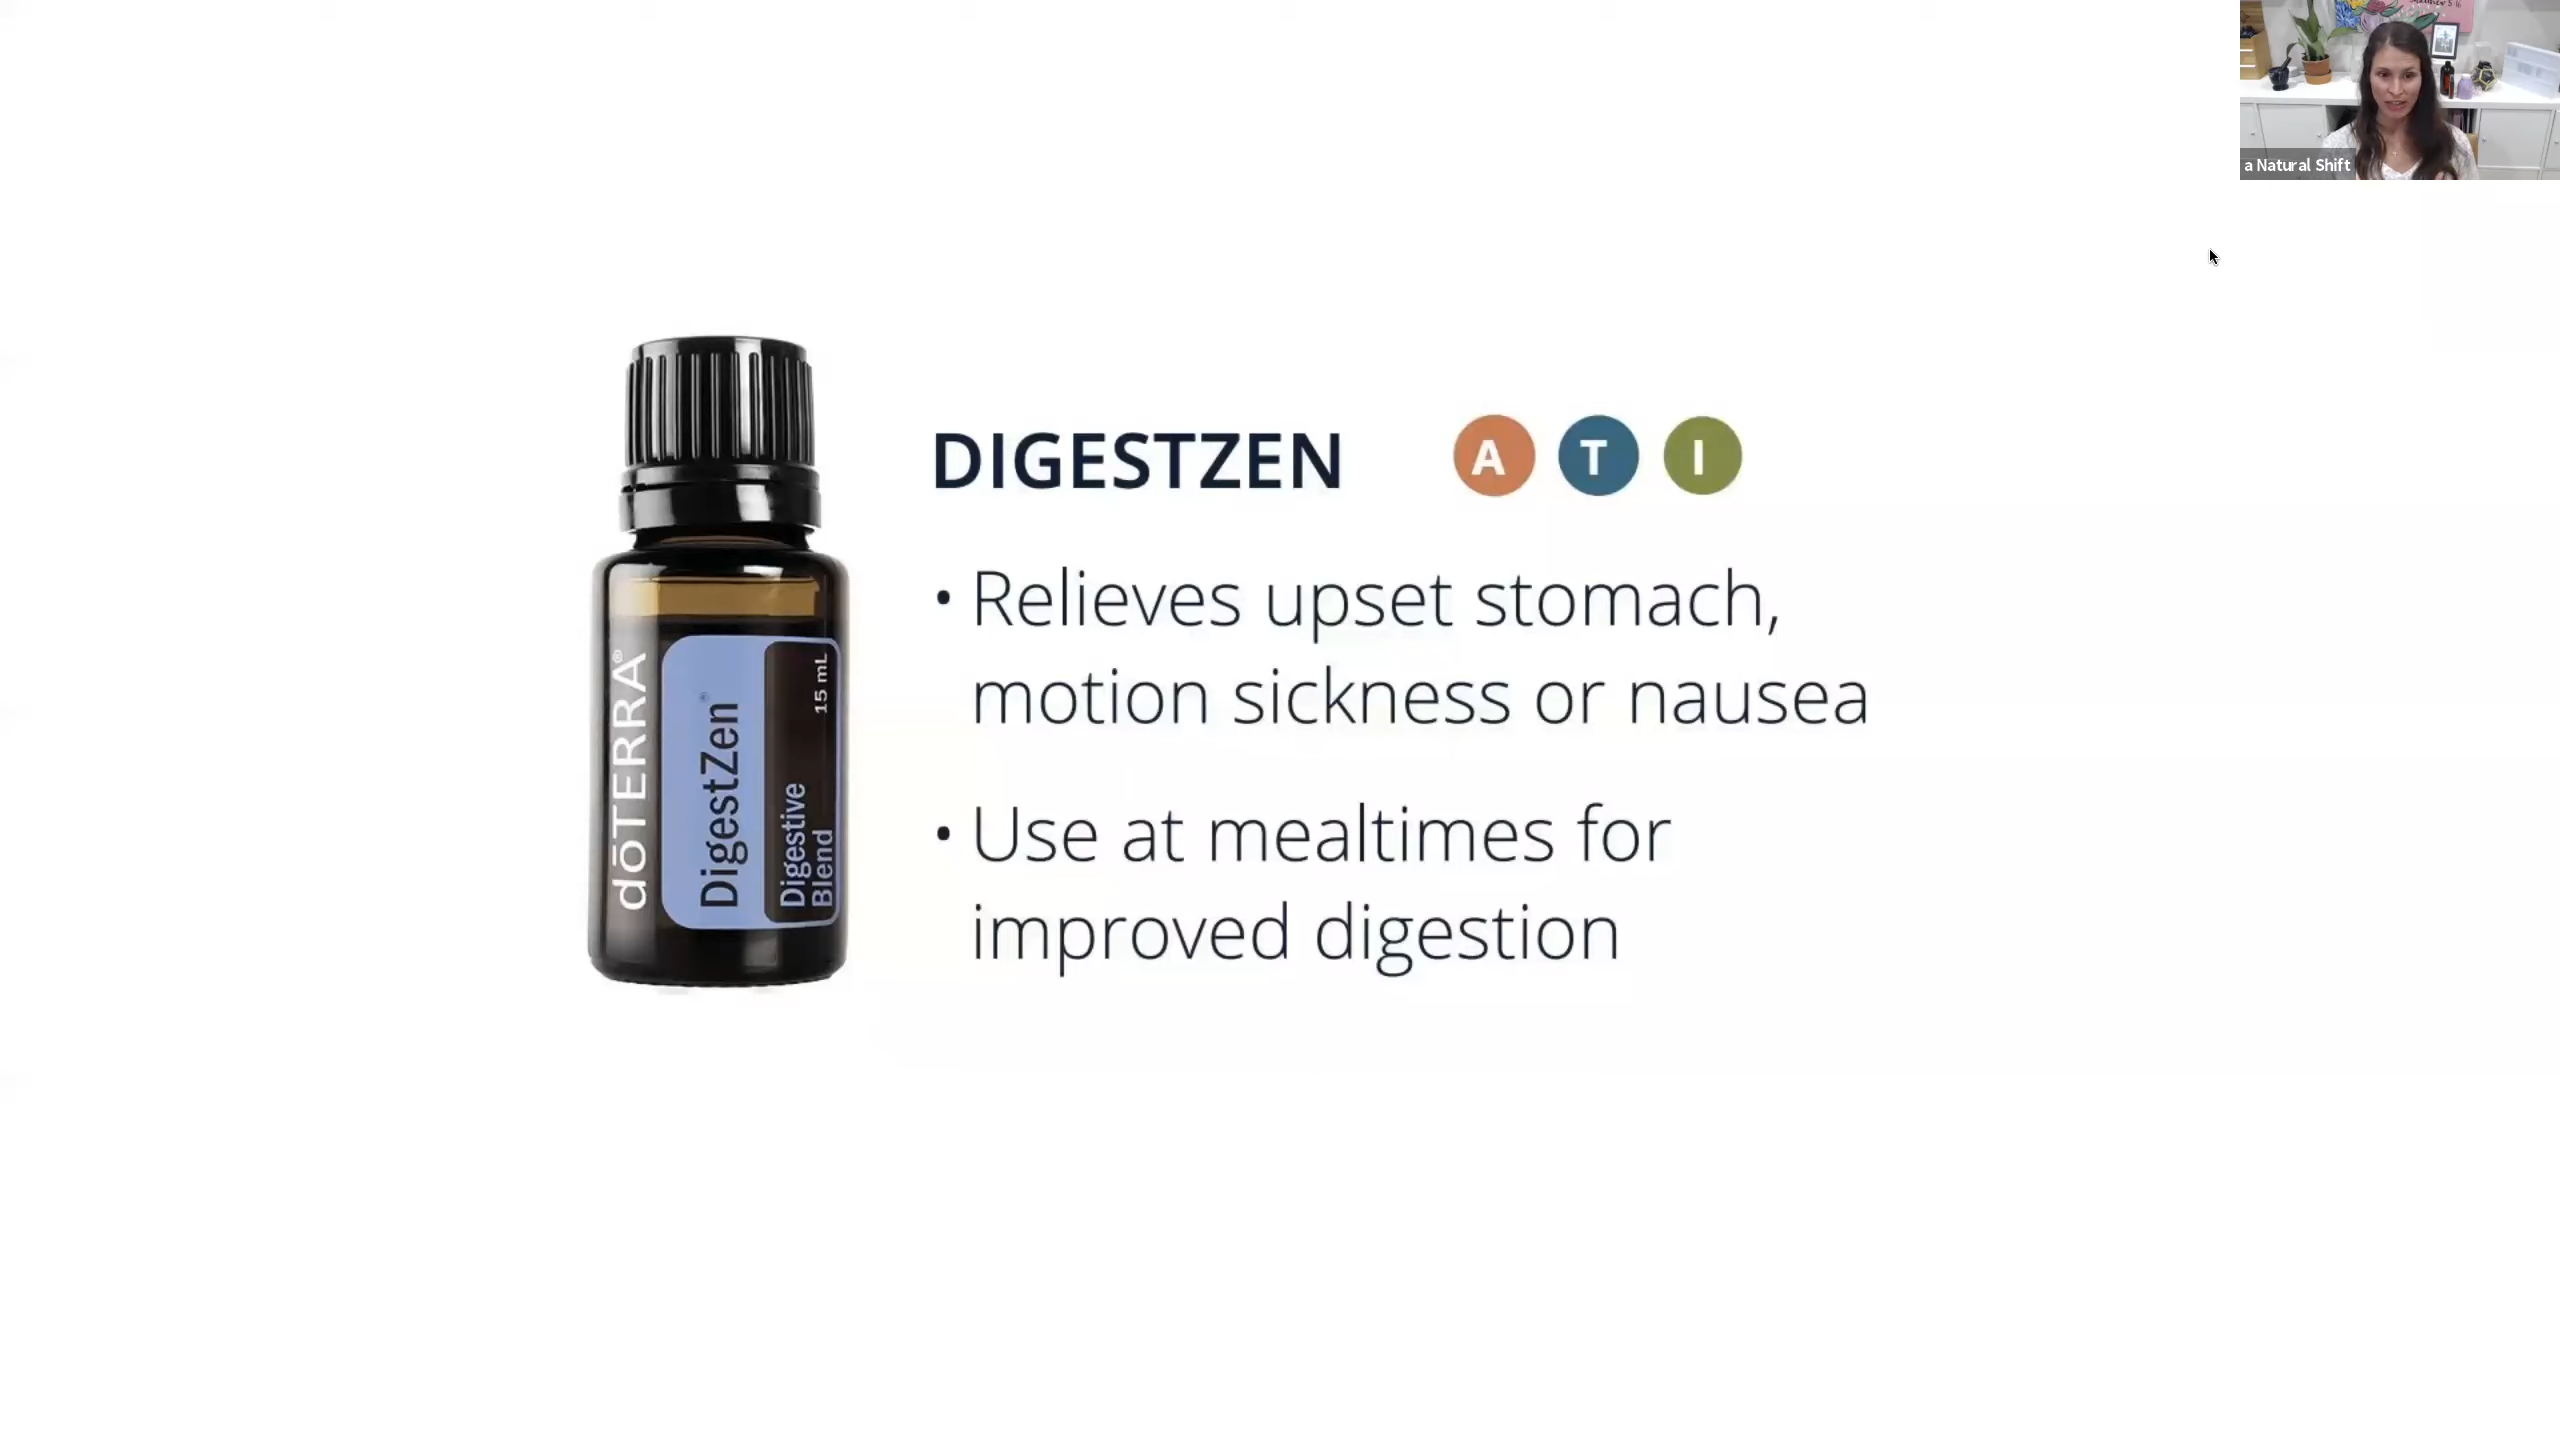 a Natural Shift
DIGESTZEN
A T I
• Relieves upset stomach,
motion sickness or nausea
• Use at mealtimes for
improved digestion
dōTERRA®
DigestZen®
Digestive
Blend
15 mL